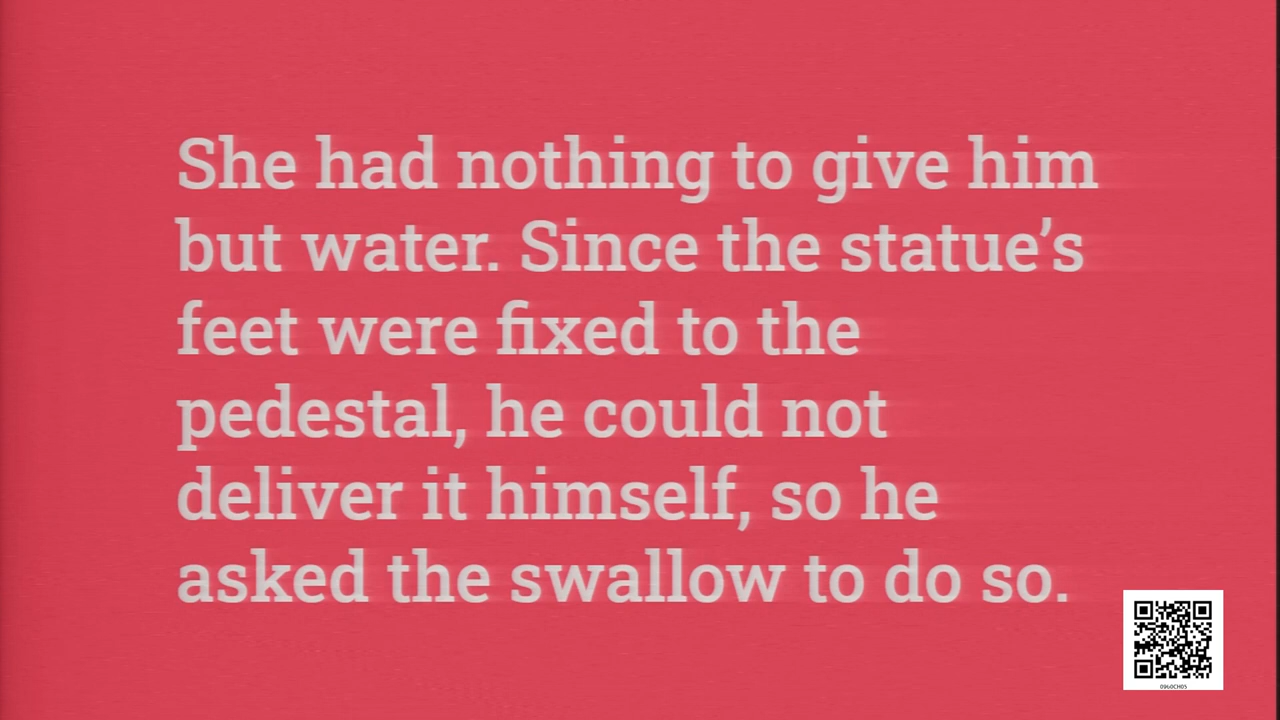 She had nothing to give him
but water. Since the statue’s
feet were fixed to the
pedestal, he could not
deliver it himself, so he
asked the swallow to do so.
0960CH05